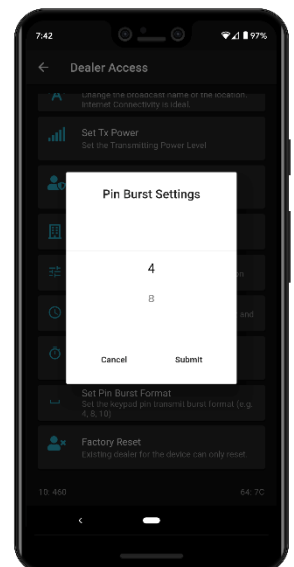 7:42
97%
Dealer Access
Change the broadcast name or the location.
Internet Connectivity is ideal.
Set Tx Power
Set the Transmitting Power Level
Pin Burst Settings
4
8
on
end
Cancel
Submit
Set Pin Burst Format
Set the keypad pin transmit burst format (e.g.
4, 8, 10)
Factory Reset
Existing dealer for the device can only reset.
10: 460
64: 7C